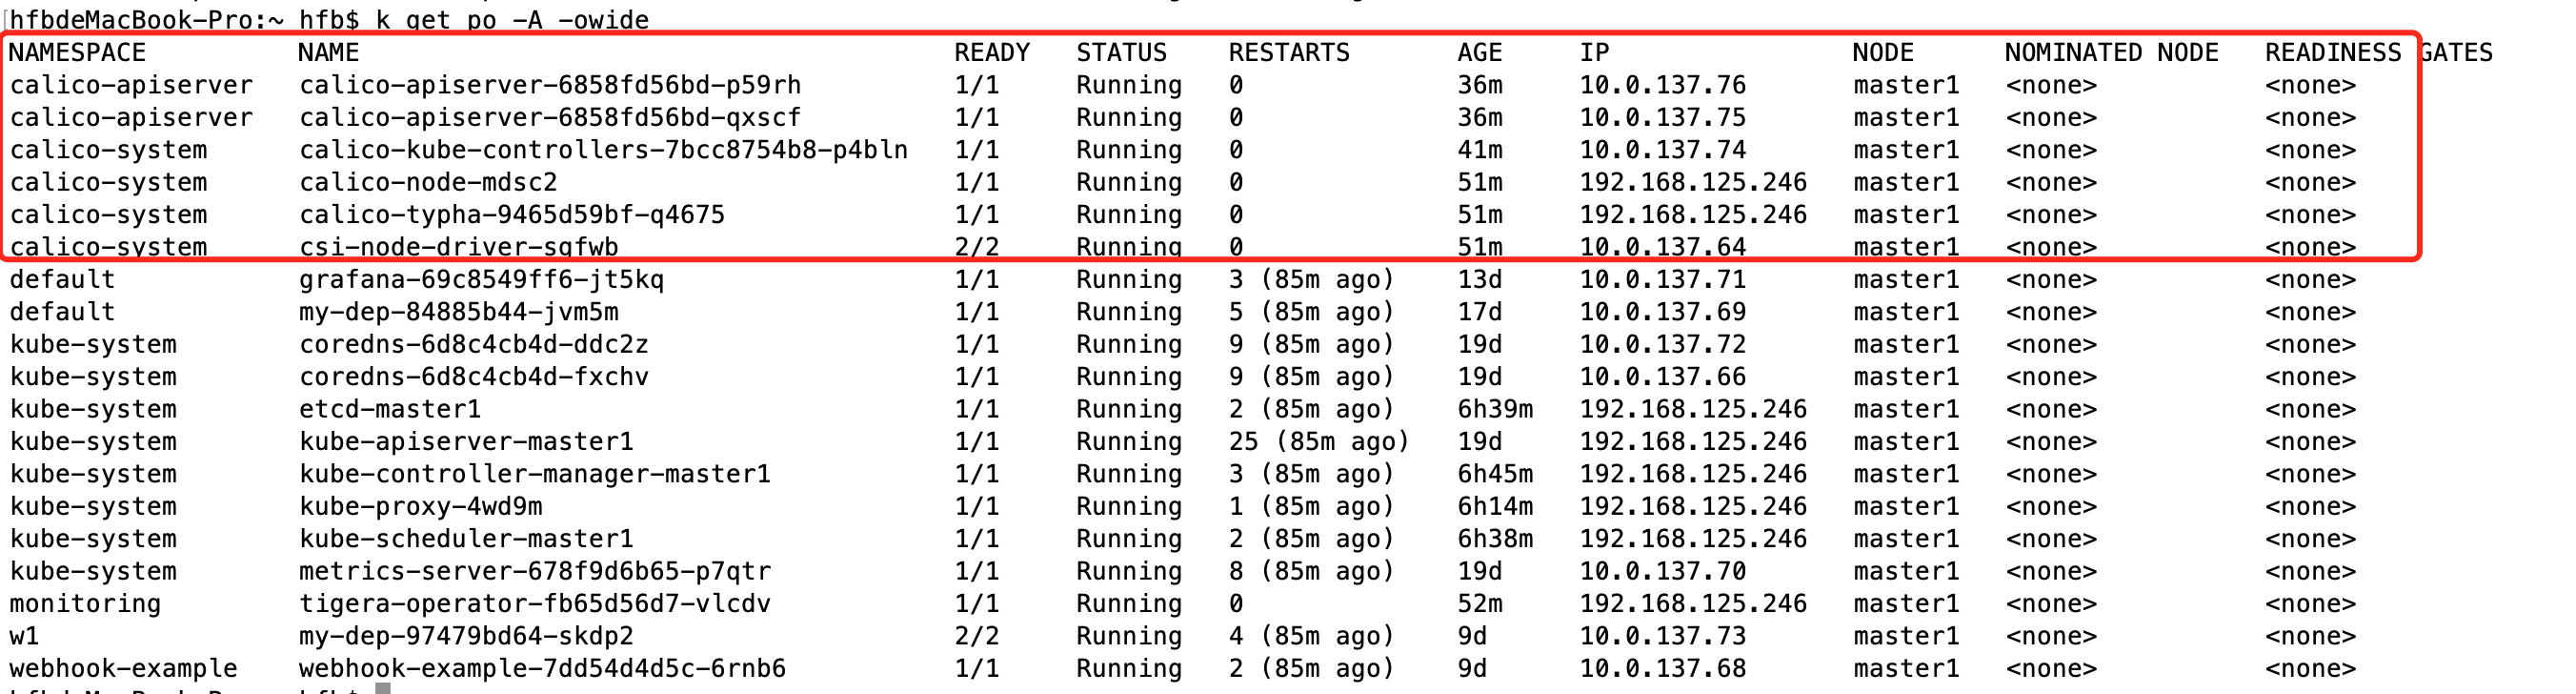 hfbdeMacBook-Pro:~ hfb$ k get po -A -owide
NAMESPACE NAME READY STATUS RESTARTS AGE IP NODE NOMINATED NODE READINESS GATES
calico-apiserver calico-apiserver-6858fd56bd-p59rh 1/1 Running 0 36m 10.0.137.76 master1 <none> <none>
calico-apiserver calico-apiserver-6858fd56bd-qxscf 1/1 Running 0 36m 10.0.137.75 master1 <none> <none>
calico-system calico-kube-controllers-7bcc8754b8-p4bln 1/1 Running 0 41m 10.0.137.74 master1 <none> <none>
calico-system calico-node-mdsc2 1/1 Running 0 51m 192.168.125.246 master1 <none> <none>
calico-system calico-typha-9465d59bf-q4675 1/1 Running 0 51m 192.168.125.246 master1 <none> <none>
calico-system 2/2 Running 0 51m 10.0.137.64 master1 <none> <none>
default grafana-69c8549ff6-jt5kq 1/1 Running 3 (85m ago) 13d 10.0.137.71 master1 <none> <none>
default my-dep-84885b44-jvm5m 1/1 Running 5 (85m ago) 17d 10.0.137.69 master1 <none> <none>
kube-system coredns-6d8c4cb4d-ddc2z 1/1 Running 9 (85m ago) 19d 10.0.137.72 master1 <none> <none>
kube-system coredns-6d8c4cb4d-fxchv 1/1 Running 9 (85m ago) 19d 10.0.137.66 master1 <none> <none>
kube-system etcd-master1 1/1 Running 2 (85m ago) 6h39m 192.168.125.246 master1 <none> <none>
kube-system kube-apiserver-master1 1/1 Running 25 (85m ago) 19d 192.168.125.246 master1 <none> <none>
kube-system kube-controller-manager-master1 1/1 Running 3 (85m ago) 6h45m 192.168.125.246 master1 <none> <none>
kube-system kube-proxy-4wd9m 1/1 Running 1 (85m ago) 6h14m 192.168.125.246 master1 <none> <none>
kube-system kube-scheduler-master1 1/1 Running 2 (85m ago) 6h38m 192.168.125.246 master1 <none> <none>
kube-system metrics-server-678f9d6b65-p7qtr 1/1 Running 8 (85m ago) 19d 10.0.137.70 master1 <none> <none>
monitoring tigera-operator-fb65d56d7-vlcdv 1/1 Running 0 52m 192.168.125.246 master1 <none> <none>
w1 my-dep-97479bd64-skdp2 2/2 Running 4 (85m ago) 9d 10.0.137.73 master1 <none> <none>
webhook-example webhook-example-7dd54d4d5c-6rnb6 1/1 Running 2 (85m ago) 9d 10.0.137.68 master1 <none> <none>